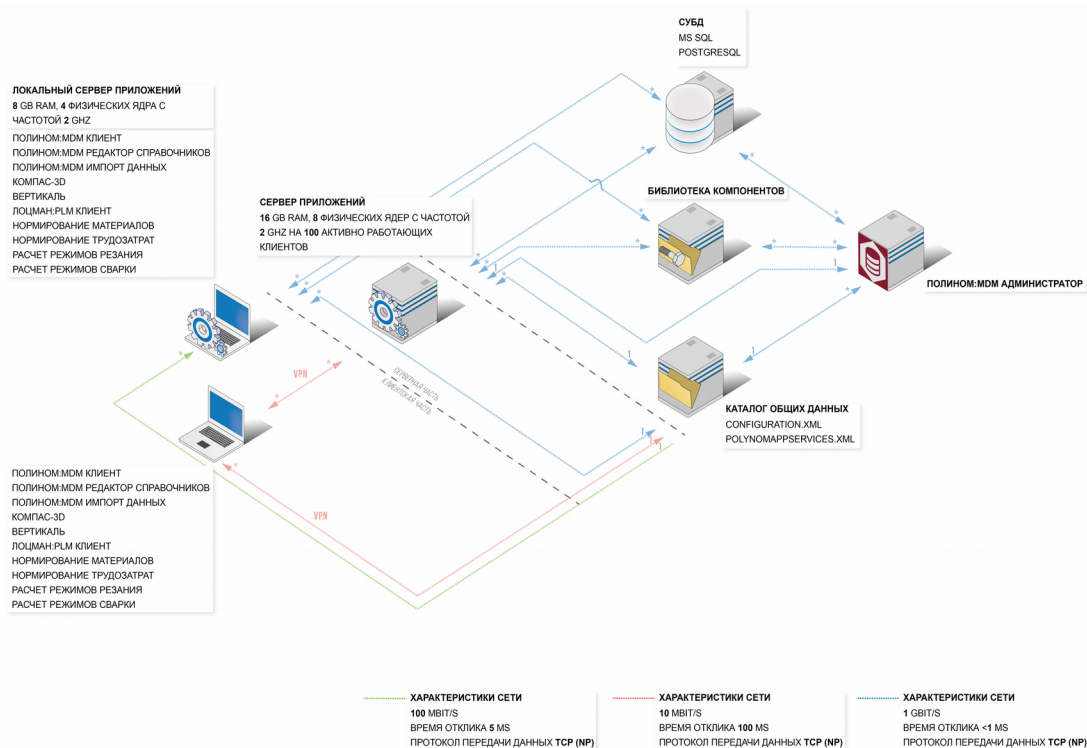 СУБД
MS SQL
POSTGRESQL
ЛОКАЛЬНЫЙ СЕРВЕР ПРИЛОЖЕНИЙ
8 GB RAM, 4 ФИЗИЧЕСКИХ ЯДРА С
ЧАСТОТОЙ 2 GHZ
ПОЛИНОМ:MDM КЛИЕНТ
ПОЛИНОМ:MDM РЕДАКТОР СПРАВОЧНИКОВ
ПОЛИНОМ:MDM ИМПОРТ ДАННЫХ
КОМПАС-3D
ВЕРТИКАЛЬ
ЛОЦМАН:PLM КЛИЕНТ
НОРМИРОВАНИЕ МАТЕРИАЛОВ
НОРМИРОВАНИЕ ТРУДОЗАТРАТ
РАСЧЕТ РЕЖИМОВ РЕЗАНИЯ
РАСЧЕТ РЕЖИМОВ СВАРКИ
СЕРВЕР ПРИЛОЖЕНИЙ
16 GB RAM, 8 ФИЗИЧЕСКИХ ЯДЕР С ЧАСТОТОЙ
2 GHZ НА 100 АКТИВНО РАБОТАЮЩИХ
КЛИЕНТОВ
БИБЛИОТЕКА КОМПОНЕНТОВ
ПОЛИНОМ:MDM АДМИНИСТРАТОР
VPN
СЕРВЕРНАЯ ЧАСТЬ
КЛИЕНТСКАЯ ЧАСТЬ
КАТАЛОГ ОБЩИХ ДАННЫХ
CONFIGURATION.XML
POLYNOMAPPSERVICES.XML
ПОЛИНОМ:MDM КЛИЕНТ
ПОЛИНОМ:MDM РЕДАКТОР СПРАВОЧНИКОВ
ПОЛИНОМ:MDM ИМПОРТ ДАННЫХ
КОМПАС-3D
ВЕРТИКАЛЬ
ЛОЦМАН:PLM КЛИЕНТ
НОРМИРОВАНИЕ МАТЕРИАЛОВ
НОРМИРОВАНИЕ ТРУДОЗАТРАТ
РАСЧЕТ РЕЖИМОВ РЕЗАНИЯ
РАСЧЕТ РЕЖИМОВ СВАРКИ
VPN
1
1
1
1
1
1
1
ХАРАКТЕРИСТИКИ СЕТИ
100 MBIT/S
ВРЕМЯ ОТКЛИКА 5 MS
ПРОТОКОЛ ПЕРЕДАЧИ ДАННЫХ TCP (NP)
ХАРАКТЕРИСТИКИ СЕТИ
10 MBIT/S
ВРЕМЯ ОТКЛИКА 100 MS
ПРОТОКОЛ ПЕРЕДАЧИ ДАННЫХ TCP (NP)
ХАРАКТЕРИСТИКИ СЕТИ
1 GBIT/S
ВРЕМЯ ОТКЛИКА <1 MS
ПРОТОКОЛ ПЕРЕДАЧИ ДАННЫХ TCP (NP)